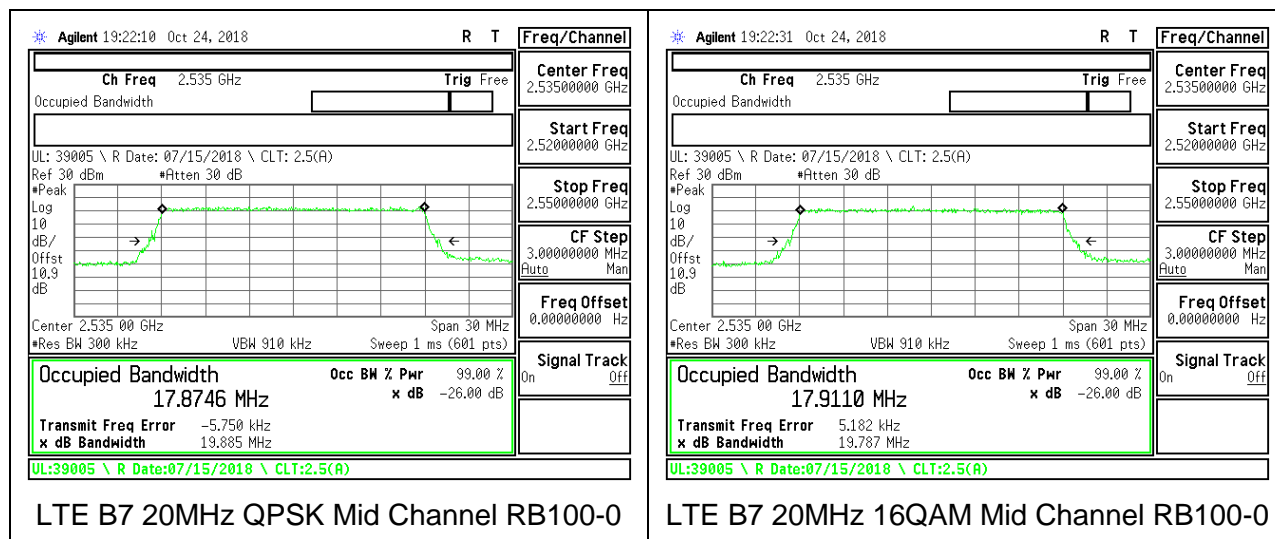 Agilent 19:22:10 Oct 24, 2018 R T
Freq/Channel
Ch Freq 2.535 GHz Trig Free
Occupied Bandwidth
Center Freq
2.53500000 GHz
Start Freq
2.52000000 GHz
UL: 39005 \ R Date: 07/15/2018 \ CLT: 2.5(A)
Ref 30 dBm #Atten 30 dB
#Peak
Log
10
dB/
Offst
10.9
dB
Stop Freq
2.55000000 GHz
CF Step
3.00000000 MHz
Auto Man
Freq Offset
0.00000000 Hz
Center 2.535 00 GHz Span 30 MHz
#Res BW 300 kHz VBW 910 kHz Sweep 1 ms (601 pts)
Signal Track
On Off
Occupied Bandwidth Occ BW % Pwr 99.00 %
17.8746 MHz x dB -26.00 dB
Transmit Freq Error -5.750 kHz
x dB Bandwidth 19.885 MHz
UL:39005 \ R Date:07/15/2018 \ CLT:2.5(A)
LTE B7 20MHz QPSK Mid Channel RB100-0
Agilent 19:22:31 Oct 24, 2018 R T
Freq/Channel
Ch Freq 2.535 GHz Trig Free
Occupied Bandwidth
Center Freq
2.53500000 GHz
Start Freq
2.52000000 GHz
UL: 39005 \ R Date: 07/15/2018 \ CLT: 2.5(A)
Ref 30 dBm #Atten 30 dB
#Peak
Log
10
dB/
Offst
10.9
dB
Stop Freq
2.55000000 GHz
CF Step
3.00000000 MHz
Auto Man
Freq Offset
0.00000000 Hz
Center 2.535 00 GHz Span 30 MHz
#Res BW 300 kHz VBW 910 kHz Sweep 1 ms (601 pts)
Signal Track
On Off
Occupied Bandwidth Occ BW % Pwr 99.00 %
17.9110 MHz x dB -26.00 dB
Transmit Freq Error 5.182 kHz
x dB Bandwidth 19.787 MHz
UL:39005 \ R Date:07/15/2018 \ CLT:2.5(A)
LTE B7 20MHz 16QAM Mid Channel RB100-0